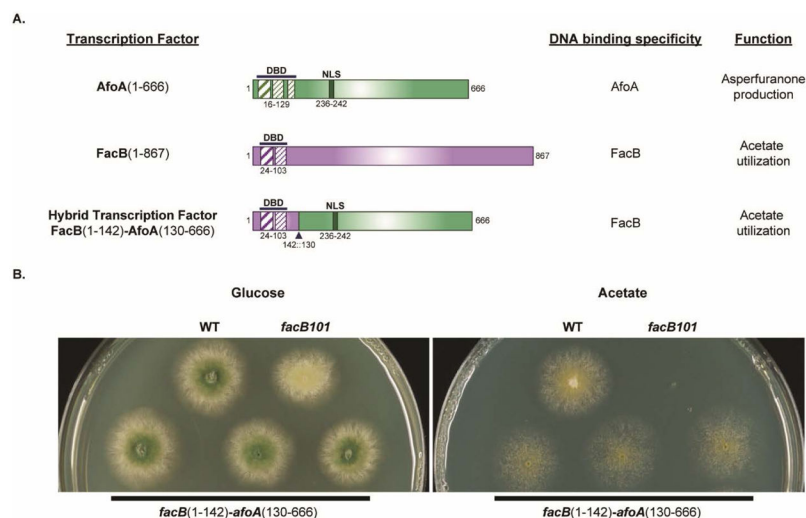 A.
Transcription Factor
DNA binding specificity
Function
AfoA(1-666)
DBD
NLS
1
666
16-129
236-242
AfoA
Asperfuranone
production
FacB(1-867)
DBD
1
867
24-103
FacB
Acetate
utilization
Hybrid Transcription Factor
FacB(1-142)-AfoA(130-666)
DBD
NLS
1
666
24-103
236-242
142::130
FacB
Acetate
utilization
B.
Glucose
Acetate
WT facB101
WT facB101
facB(1-142)-afoA(130-666)
facB(1-142)-afoA(130-666)